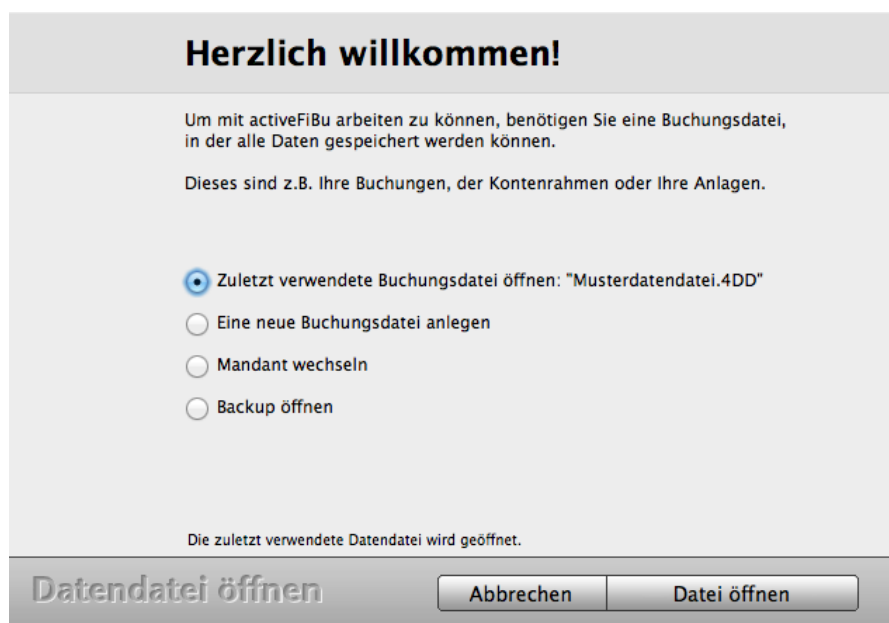 Herzlich willkommen!
Um mit activeFiBu arbeiten zu können, benötigen Sie eine Buchungsdatei,
in der alle Daten gespeichert werden können.
Dieses sind z.B. Ihre Buchungen, der Kontenrahmen oder Ihre Anlagen.
Zuletzt verwendete Buchungsdatei öffnen: "Musterdatendatei.4DD"
Eine neue Buchungsdatei anlegen
Mandant wechseln
Backup öffnen
Die zuletzt verwendete Datendatei wird geöffnet.
Datendatei öffnen
Abbrechen
Datei öffnen